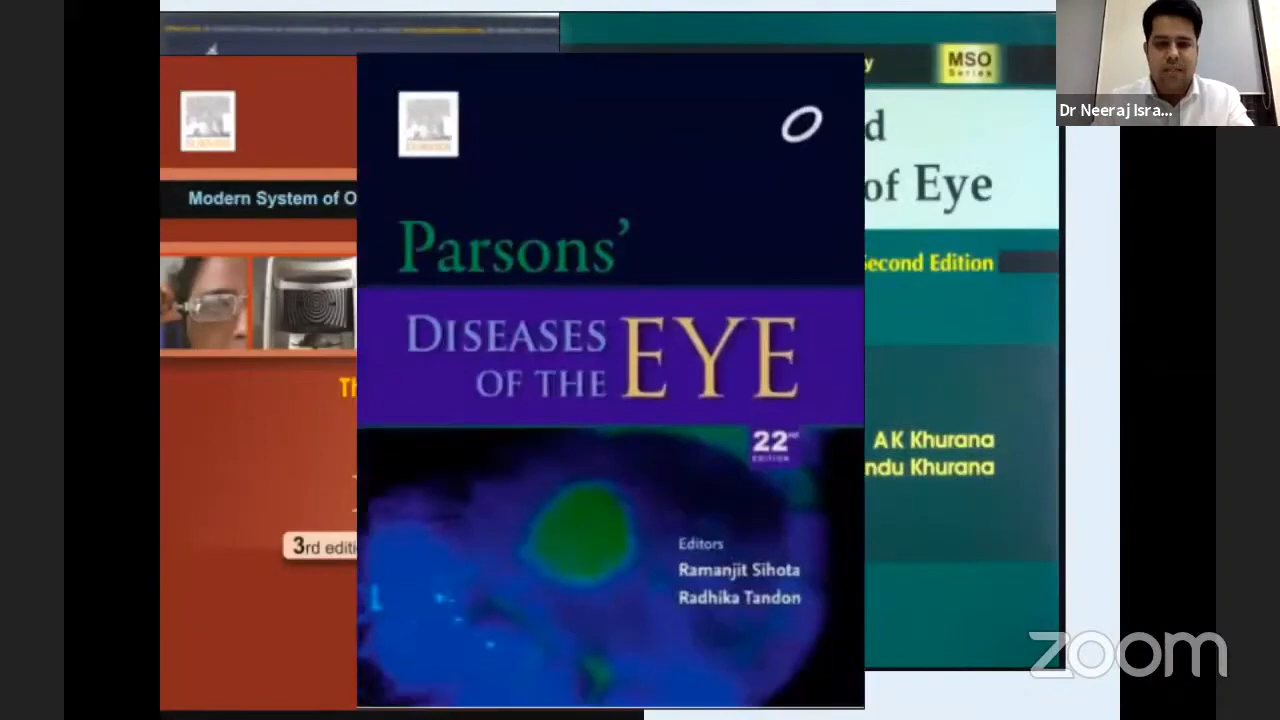 MSO
Series
y
d
of Eye
Second Edition
AK Khurana
ndu Khurana
Modern System of O
Th
3rd editi
Parsons'
DISEASES
OF THE
EYE
22nd
EDITION
Editors
Ramanjit Sihota
Radhika Tandon
Dr Neeraj Isra...
zoom